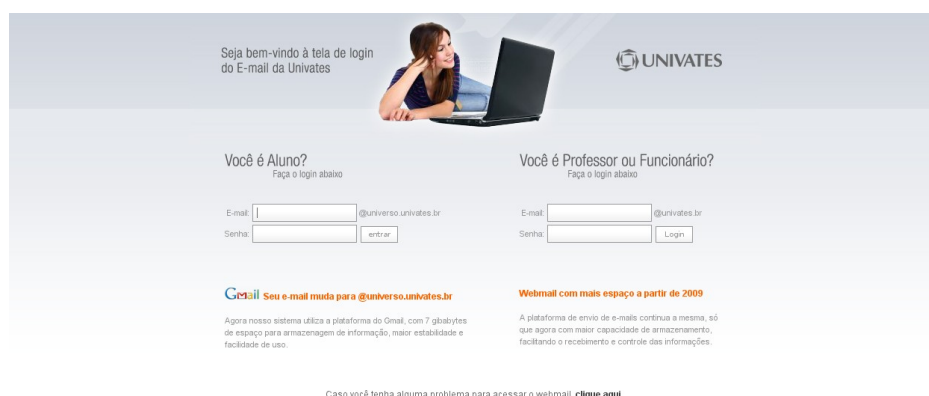 Seja bem-vindo à tela de login
do E-mail da Univates
UNIVATES
Você é Aluno?
Faça o login abaixo
E-mail: @universo.univates.br
Senha: entrar
Gmail Seu e-mail muda para @universo.univates.br
Agora nosso sistema utiliza a plataforma do Gmail, com 7 gibabytes
de espaço para armazenagem de informação, maior estabilidade e
facilidade de uso.
Você é Professor ou Funcionário?
Faça o login abaixo
E-mail: @univates.br
Senha: Login
Webmail com mais espaço a partir de 2009
A plataforma de envio de e-mails continua a mesma, só
que agora com maior capacidade de armazenamento,
facilitando o recebimento e controle das informações.
Caso você tenha alguma problema para acessar o webmail, clique aqui